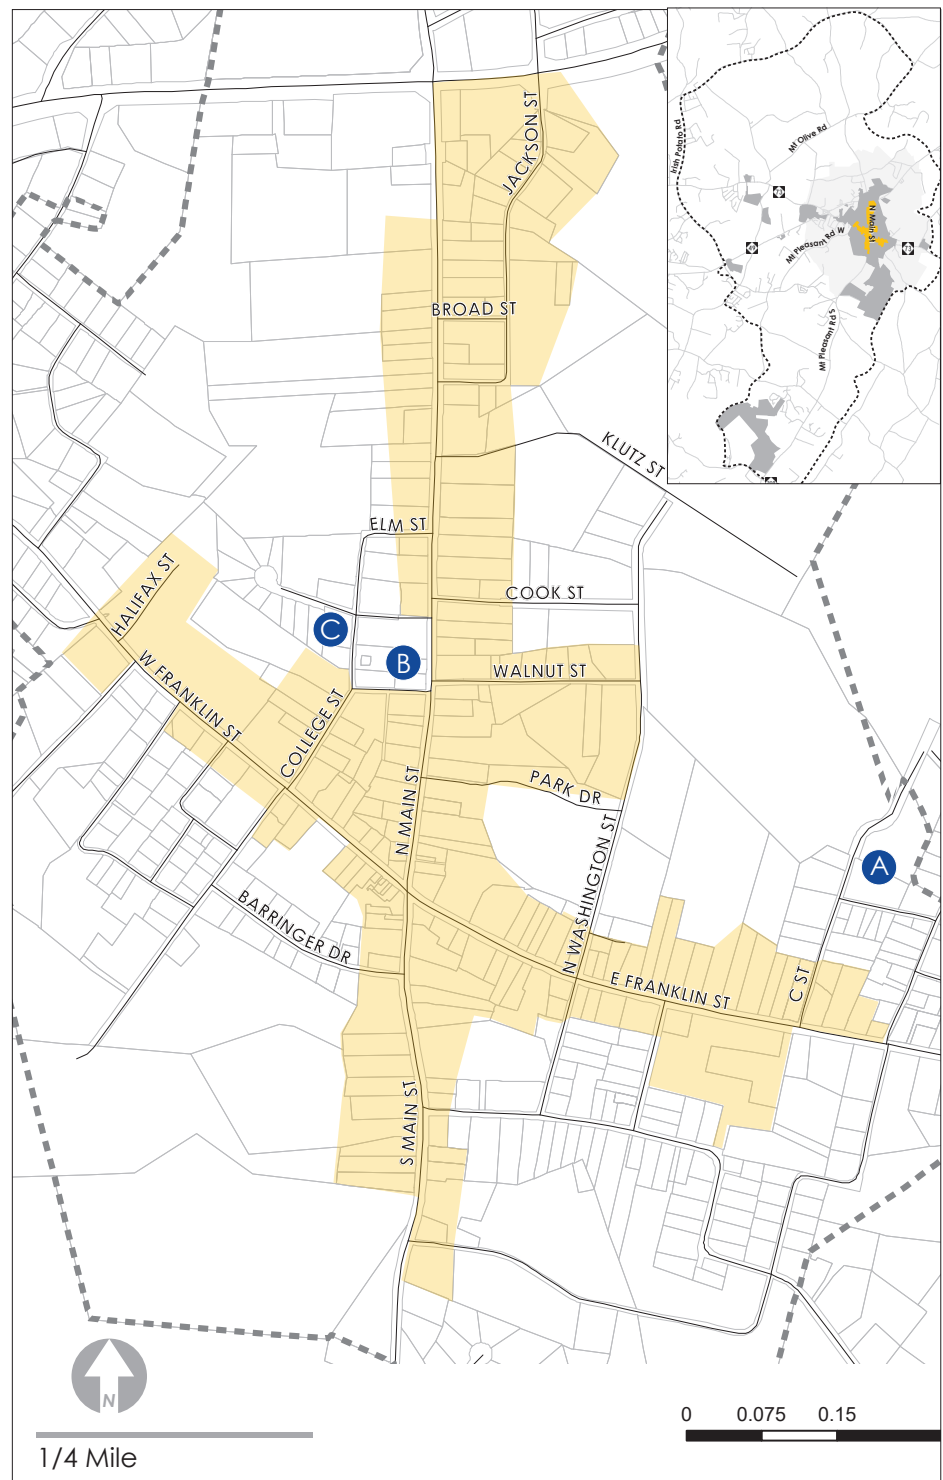 Irish Potato Rd
Mt Olive Rd
N Main St
Mt Pleasant Rd W
Mt Pleasant Rd S
JACKSON ST
BROAD ST
KLUTZ ST
ELM ST
HALIFAX ST
COOK ST
C
B
WALNUT ST
W FRANKLIN ST
COLLEGE ST
N MAIN ST
PARK DR
N WASHINGTON ST
A
BARRINGER DR
E FRANKLIN ST
C ST
S MAIN ST
N
1/4 Mile
0 0.075 0.15